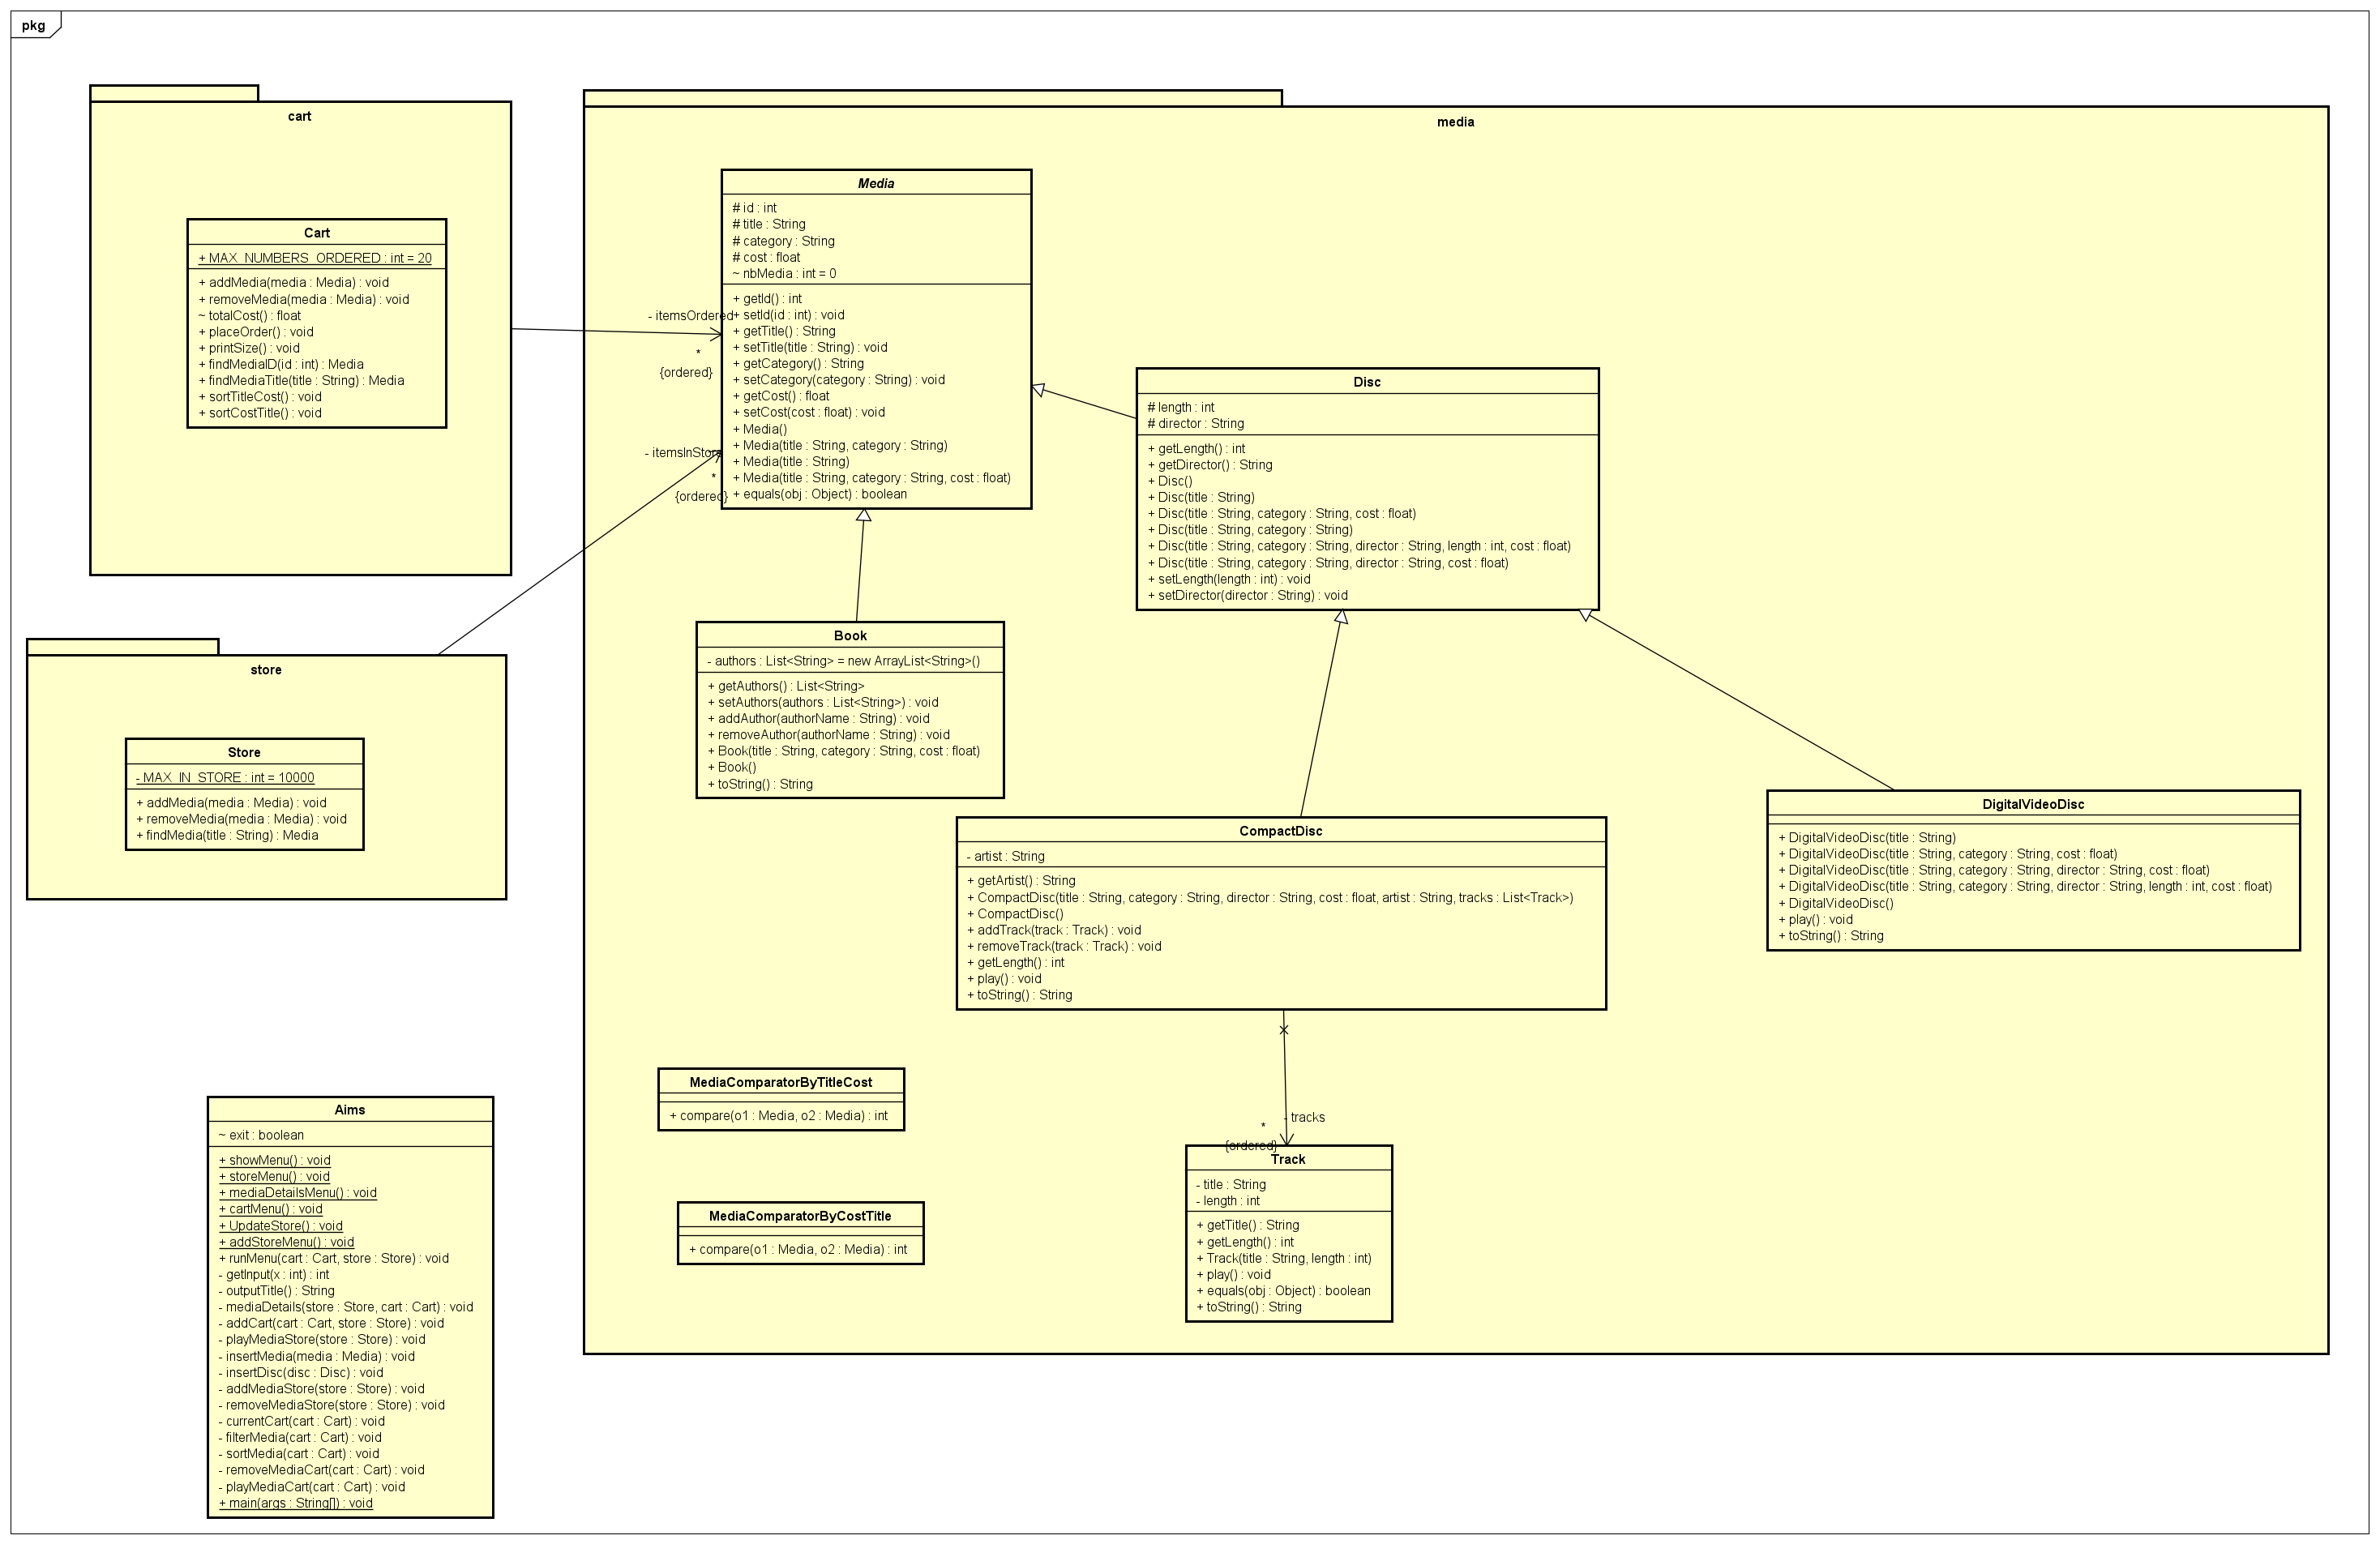 pkg
cart
Cart
+ MAX_NUMBERS_ORDERED : int = 20
+ addMedia(media : Media) : void
+ removeMedia(media : Media) : void
~ totalCost() : float
+ placeOrder() : void
+ printSize() : void
+ findMediaID(id : int) : Media
+ findMediaTitle(title : String) : Media
+ sortTitleCost() : void
+ sortCostTitle() : void
store
Store
- MAX_IN_STORE : int = 10000
+ addMedia(media : Media) : void
+ removeMedia(media : Media) : void
+ findMedia(title : String) : Media
Aims
~ exit : boolean
+ showMenu() : void
+ storeMenu() : void
+ mediaDetailsMenu() : void
+ cartMenu() : void
+ UpdateStore() : void
+ addStoreMenu() : void
+ runMenu(cart : Cart, store : Store) : void
- getInput(x : int) : int
- outputTitle() : String
- mediaDetails(store : Store, cart : Cart) : void
- addCart(cart : Cart, store : Store) : void
- playMediaStore(store : Store) : void
- insertMedia(media : Media) : void
- insertDisc(disc : Disc) : void
- addMediaStore(store : Store) : void
- removeMediaStore(store : Store) : void
- currentCart(cart : Cart) : void
- filterMedia(cart : Cart) : void
- sortMedia(cart : Cart) : void
- removeMediaCart(cart : Cart) : void
- playMediaCart(cart : Cart) : void
+ main(args : String[]) : void
media
Media
# id : int
# title : String
# category : String
# cost : float
~ nbMedia : int = 0
+ getId() : int
+ setId(id : int) : void
+ getTitle() : String
+ setTitle(title : String) : void
+ getCategory() : String
+ setCategory(category : String) : void
+ getCost() : float
+ setCost(cost : float) : void
+ Media()
+ Media(title : String, category : String)
+ Media(title : String)
+ Media(title : String, category : String, cost : float)
+ equals(obj : Object) : boolean
- itemsOrdered
*
{ordered}
- itemsInStore
*
{ordered}
Disc
# length : int
# director : String
+ getLength() : int
+ getDirector() : String
+ Disc()
+ Disc(title : String)
+ Disc(title : String, category : String, cost : float)
+ Disc(title : String, category : String)
+ Disc(title : String, category : String, director : String, length : int, cost : float)
+ Disc(title : String, category : String, director : String, cost : float)
+ setLength(length : int) : void
+ setDirector(director : String) : void
Book
- authors : List<String> = new ArrayList<String>()
+ getAuthors() : List<String>
+ setAuthors(authors : List<String>) : void
+ addAuthor(authorName : String) : void
+ removeAuthor(authorName : String) : void
+ Book(title : String, category : String, cost : float)
+ Book()
+ toString() : String
CompactDisc
- artist : String
+ getArtist() : String
+ CompactDisc(title : String, category : String, director : String, cost : float, artist : String, tracks : List<Track>)
+ CompactDisc()
+ addTrack(track : Track) : void
+ removeTrack(track : Track) : void
+ getLength() : int
+ play() : void
+ toString() : String
DigitalVideoDisc
+ DigitalVideoDisc(title : String)
+ DigitalVideoDisc(title : String, category : String, cost : float)
+ DigitalVideoDisc(title : String, category : String, director : String, cost : float)
+ DigitalVideoDisc(title : String, category : String, director : String, length : int, cost : float)
+ DigitalVideoDisc()
+ play() : void
+ toString() : String
MediaComparatorByTitleCost
+ compare(o1 : Media, o2 : Media) : int
MediaComparatorByCostTitle
+ compare(o1 : Media, o2 : Media) : int
- tracks
*
{ordered}
Track
- title : String
- length : int
+ getTitle() : String
+ getLength() : int
+ Track(title : String, length : int)
+ play() : void
+ equals(obj : Object) : boolean
+ toString() : String